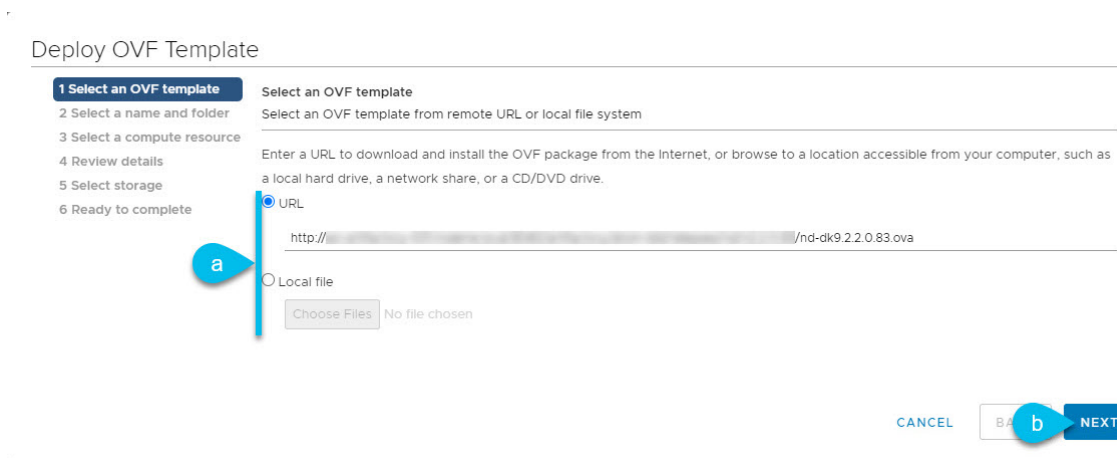 Deploy OVF Template
1 Select an OVF template
2 Select a name and folder
3 Select a compute resource
4 Review details
5 Select storage
6 Ready to complete
Select an OVF template
Select an OVF template from remote URL or local file system
Enter a URL to download and install the OVF package from the Internet, or browse to a location accessible from your computer, such as
a local hard drive, a network share, or a CD/DVD drive.
URL
http:// /nd-dk9.2.2.0.83.ova
a
Local file
Choose Files No file chosen
CANCEL
b
NEXT